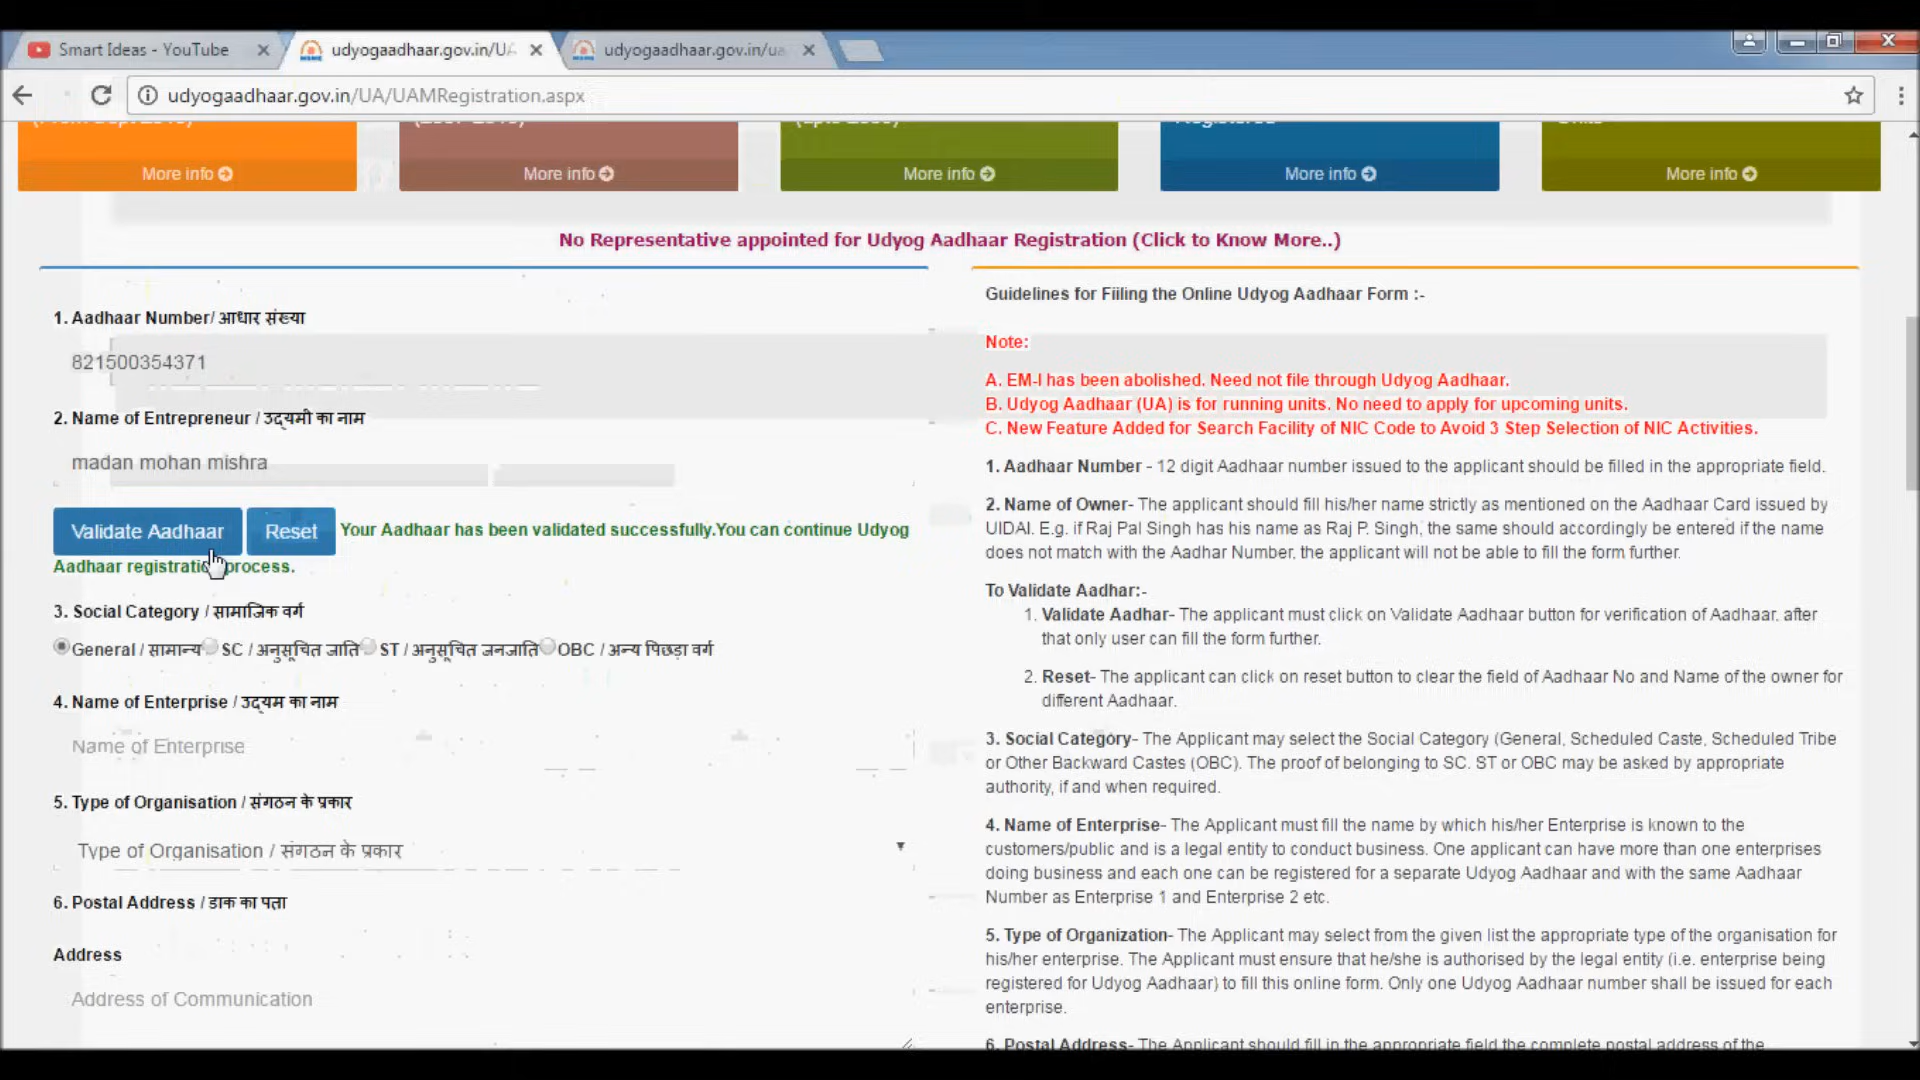 Smart Ideas - YouTube
udyogaadhaar.gov.in/UA
udyogaadhaar.gov.in/ua
udyogaadhaar.gov.in/UA/UAMRegistration.aspx
More info
More info
More info
More info
More info
No Representative appointed for Udyog Aadhaar Registration (Click to Know More..)
1. Aadhaar Number/ आधार संख्या
821500354371
2. Name of Entrepreneur / उद्यमी का नाम
madan mohan mishra
Validate Aadhaar
Reset
Your Aadhaar has been validated successfully.You can continue Udyog
Aadhaar registration process.
3. Social Category / सामाजिक वर्ग
General / सामान्य SC / अनुसूचित जाति ST / अनुसूचित जनजाति OBC / अन्य पिछड़ा वर्ग
4. Name of Enterprise / उद्यम का नाम
Name of Enterprise
5. Type of Organisation / संगठन के प्रकार
Type of Organisation / संगठन के प्रकार
6. Postal Address / डाक का पता
Address
Address of Communication
Guidelines for Fiiling the Online Udyog Aadhaar Form :-
Note:
A. EM-I has been abolished. Need not file through Udyog Aadhaar.
B. Udyog Aadhaar (UA) is for running units. No need to apply for upcoming units.
C. New Feature Added for Search Facility of NIC Code to Avoid 3 Step Selection of NIC Activities.
1. Aadhaar Number - 12 digit Aadhaar number issued to the applicant should be filled in the appropriate field.
2. Name of Owner- The applicant should fill his/her name strictly as mentioned on the Aadhaar Card issued by
UIDAI. E.g. if Raj Pal Singh has his name as Raj P. Singh, the same should accordingly be entered if the name
does not match with the Aadhar Number, the applicant will not be able to fill the form further.
To Validate Aadhar:-
1. Validate Aadhar- The applicant must click on Validate Aadhaar button for verification of Aadhaar, after
that only user can fill the form further.
2. Reset- The applicant can click on reset button to clear the field of Aadhaar No and Name of the owner for
different Aadhaar.
3. Social Category- The Applicant may select the Social Category (General, Scheduled Caste, Scheduled Tribe
or Other Backward Castes (OBC). The proof of belonging to SC. ST or OBC may be asked by appropriate
authority, if and when required.
4. Name of Enterprise- The Applicant must fill the name by which his/her Enterprise is known to the
customers/public and is a legal entity to conduct business. One applicant can have more than one enterprises
doing business and each one can be registered for a separate Udyog Aadhaar and with the same Aadhaar
Number as Enterprise 1 and Enterprise 2 etc.
5. Type of Organization- The Applicant may select from the given list the appropriate type of the organisation for
his/her enterprise. The Applicant must ensure that he/she is authorised by the legal entity (i.e. enterprise being
registered for Udyog Aadhaar) to fill this online form. Only one Udyog Aadhaar number shall be issued for each
enterprise.
6. Postal Address- The Applicant should fill in the appropriate field the complete postal address of the